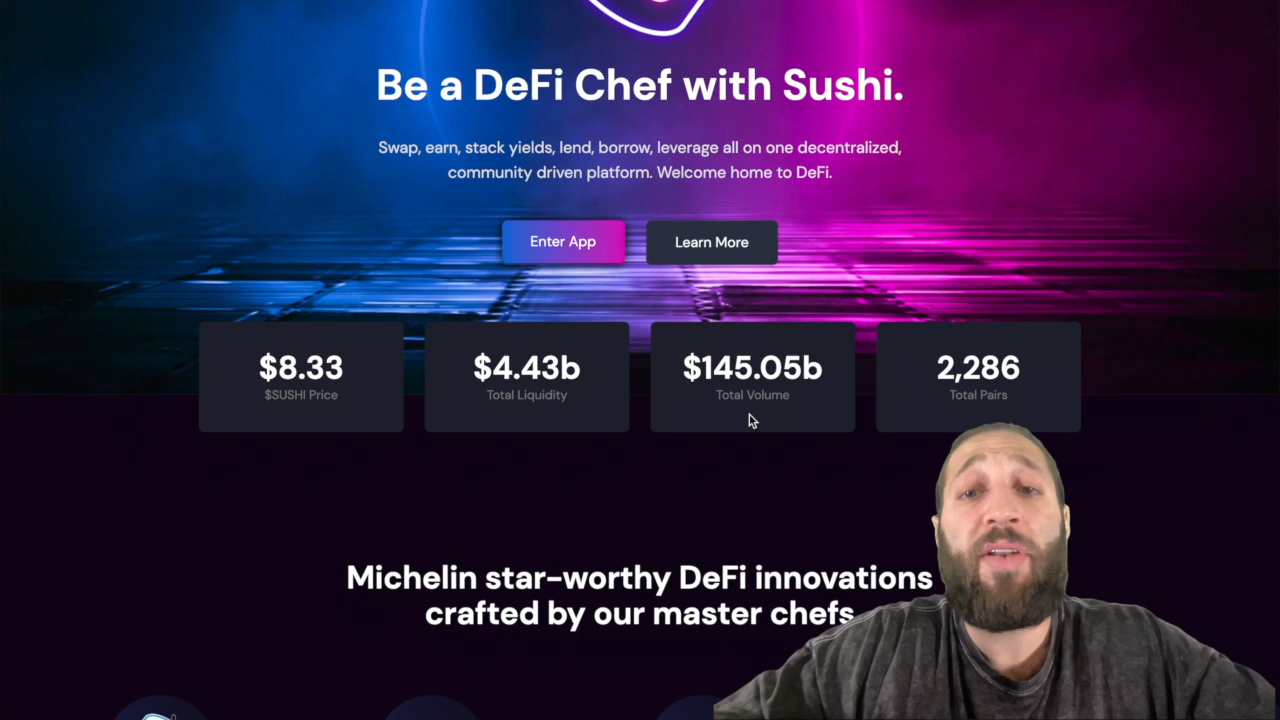 Be a DeFi Chef with Sushi.
Swap, earn, stack yields, lend, borrow, leverage all on one decentralized,
community driven platform. Welcome home to DeFi.
Enter App
Learn More
$8.33
$SUSHI Price
$4.43b
Total Liquidity
$145.05b
Total Volume
2,286
Total Pairs
Michelin star-worthy DeFi innovations
crafted by our master chefs